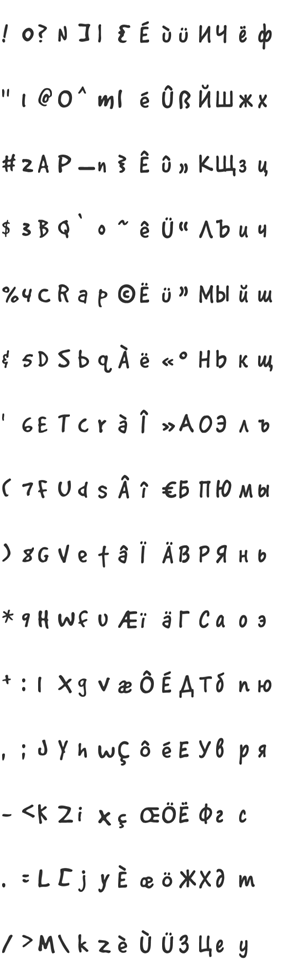 ! 0 ? N ] l { É ù ü И Ч ё ф
" 1 @ O ^ m | é Û ß Й Ш ж х
# 2 A P _ n } Ê û „ К Щ з ц
$ 3 B Q ` o ~ ê Ü “ Л Ъ и ч
% 4 C R a p © Ë ü ” М Ы й ш
& 5 D S b q À ë « ° Н Ь к щ
' 6 E T c r à Î » А О Э л ъ
( 7 F U d s Â î € Б П Ю м ы
) 8 G V e t â Ï Ä В Р Я н ь
* 9 H W f u Æ ï ä Г С а о э
+ : I X g v æ Ô É Д Т б п ю
, ; J Y h w Ç ô é Е У в р я
- < K Z i x ç Œ Ö Ё Ф г с
. = L [ j y È œ ö Ж Х д т
/ > M \ k z è Ù Ü З Ц е у